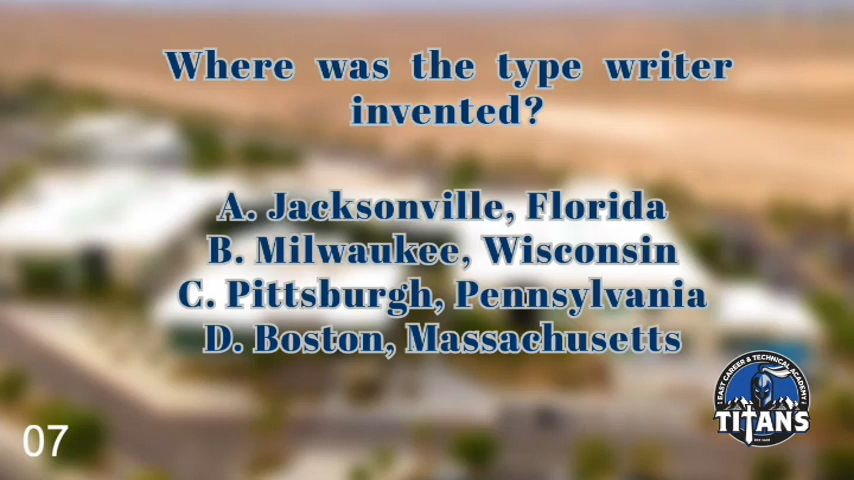 Where was the type writer
invented?
A. Jacksonville, Florida
B. Milwaukee, Wisconsin
C. Pittsburgh, Pennsylvania
D. Boston, Massachusetts
EAST CAREER & TECHNICAL ACADEMY
TITANS
07